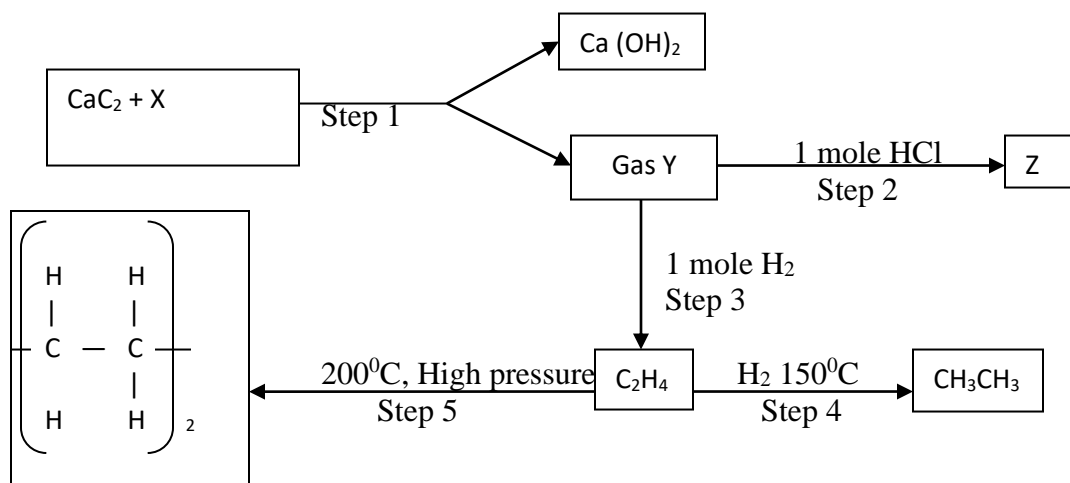 Ca (OH)₂
CaC₂ + X
Step 1
Gas Y
1 mole HCl
Step 2
Z
1 mole H₂
Step 3
H H
C — C
H H ₂
200⁰C, High pressure
Step 5
C₂H₄
H₂ 150⁰C
Step 4
CH₃CH₃